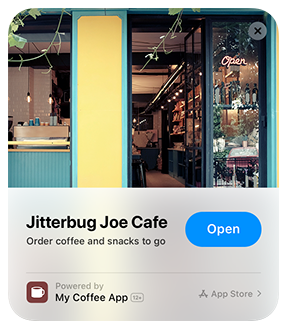 Open
Jitterbug Joe Cafe
Order coffee and snacks to go
Open
Powered by
My Coffee App 12+
App Store